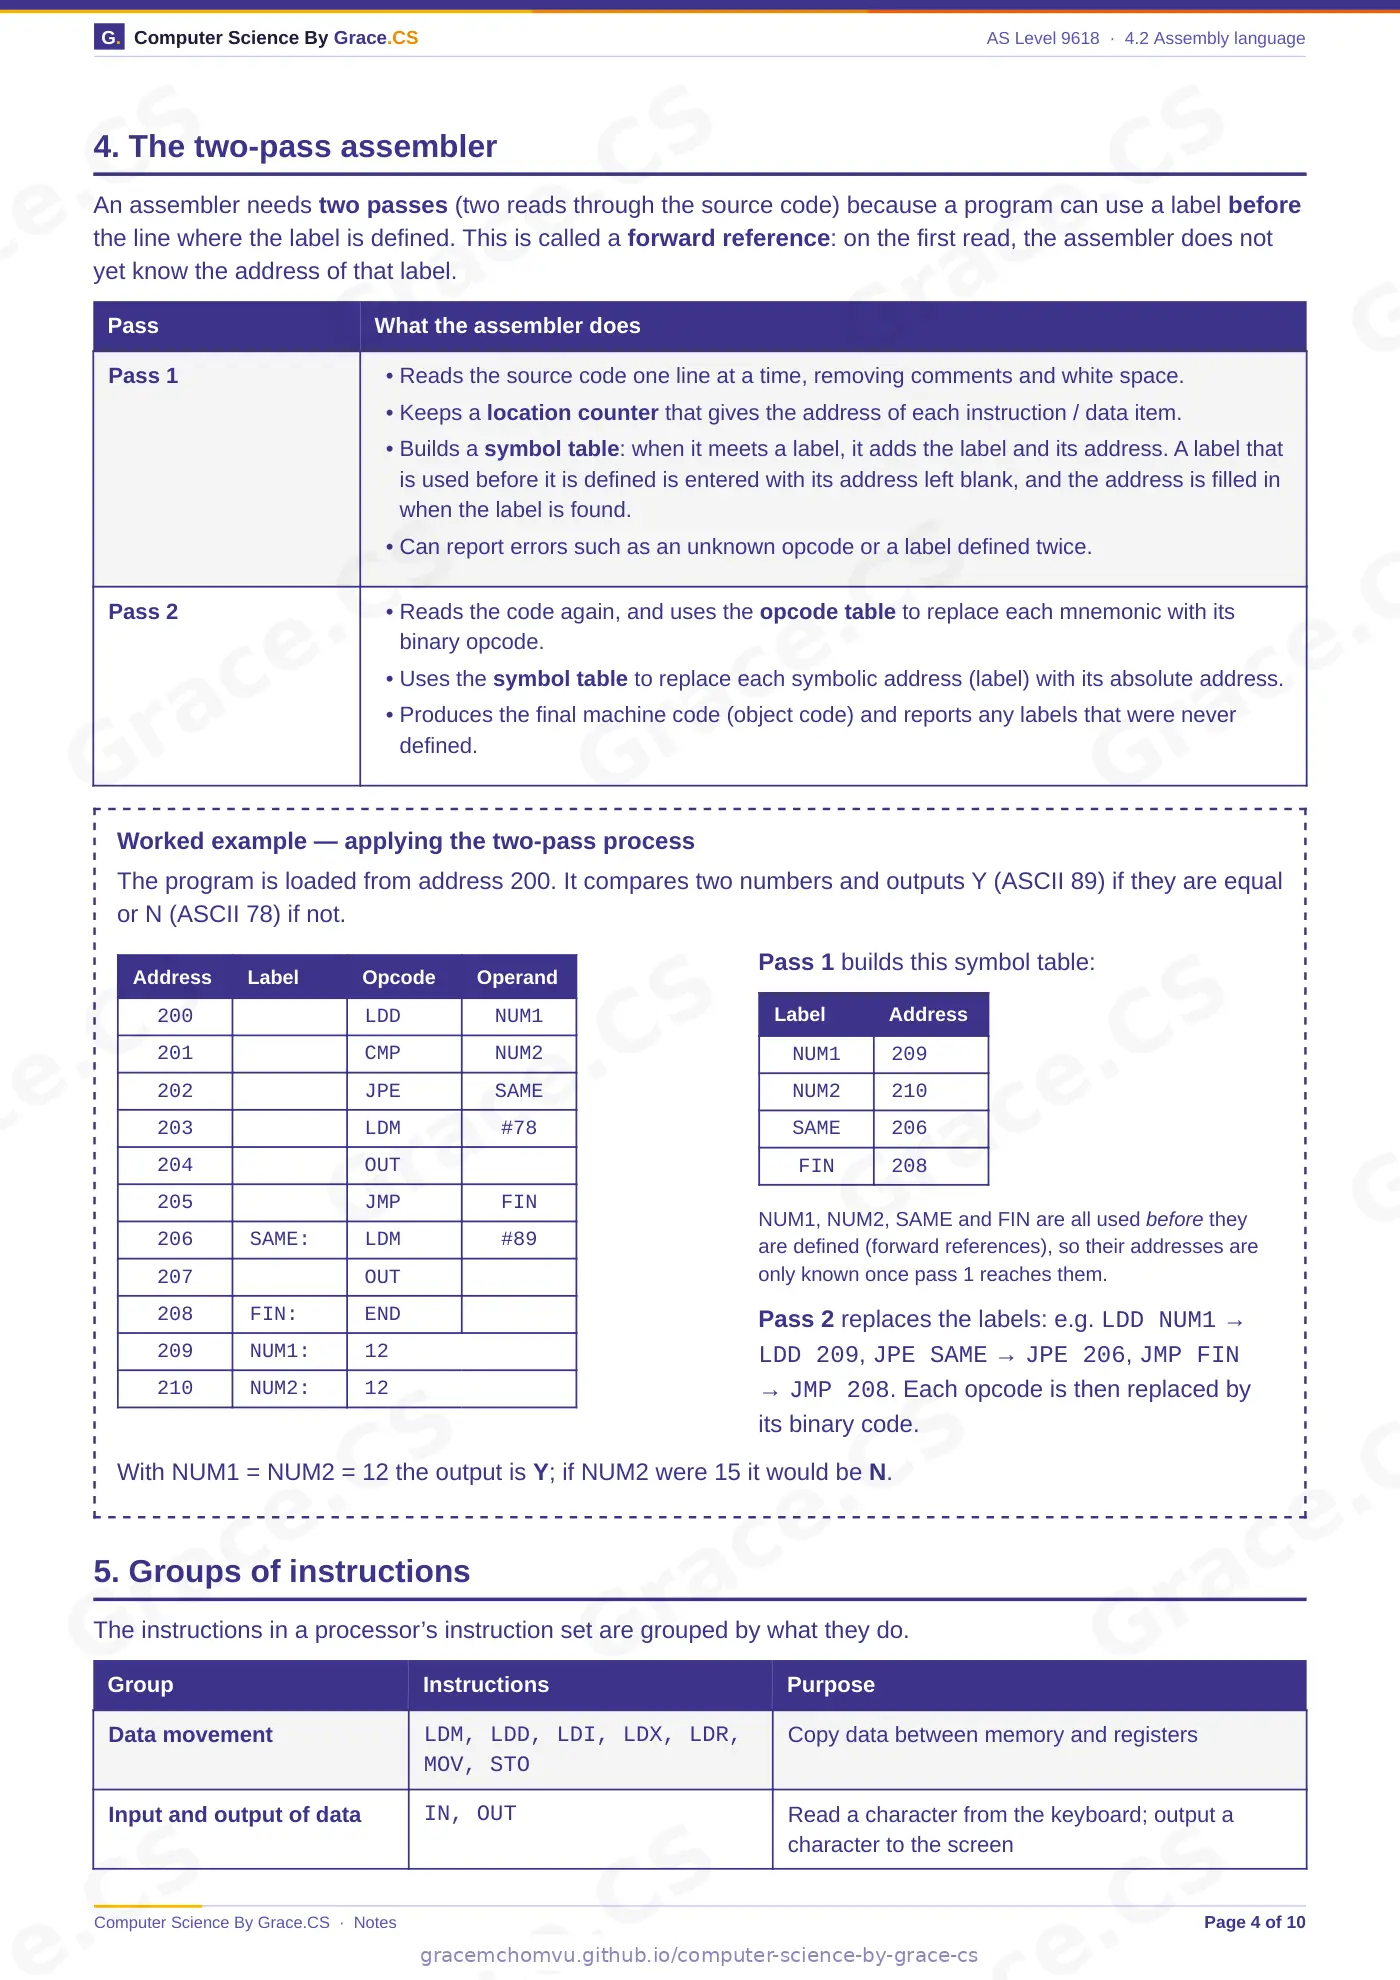 G. Computer Science By Grace.CS
AS Level 9618 · 4.2 Assembly language
4. The two-pass assembler
An assembler needs two passes (two reads through the source code) because a program can use a label before
the line where the label is defined. This is called a forward reference: on the first read, the assembler does not
yet know the address of that label.
Pass What the assembler does
Pass 1
• Reads the source code one line at a time, removing comments and white space.
• Keeps a location counter that gives the address of each instruction / data item.
• Builds a symbol table: when it meets a label, it adds the label and its address. A label that
is used before it is defined is entered with its address left blank, and the address is filled in
when the label is found.
• Can report errors such as an unknown opcode or a label defined twice.
Pass 2
• Reads the code again, and uses the opcode table to replace each mnemonic with its
binary opcode.
• Uses the symbol table to replace each symbolic address (label) with its absolute address.
• Produces the final machine code (object code) and reports any labels that were never
defined.
Worked example — applying the two-pass process
The program is loaded from address 200. It compares two numbers and outputs Y (ASCII 89) if they are equal
or N (ASCII 78) if not.
Address Label Opcode Operand
200 LDD NUM1
201 CMP NUM2
202 JPE SAME
203 LDM #78
204 OUT
205 JMP FIN
206 SAME: LDM #89
207 OUT
208 FIN: END
209 NUM1: 12
210 NUM2: 12
Pass 1 builds this symbol table:
Label Address
NUM1 209
NUM2 210
SAME 206
FIN 208
NUM1, NUM2, SAME and FIN are all used before they
are defined (forward references), so their addresses are
only known once pass 1 reaches them.
Pass 2 replaces the labels: e.g. LDD NUM1 →
LDD 209, JPE SAME → JPE 206, JMP FIN
→ JMP 208. Each opcode is then replaced by
its binary code.
With NUM1 = NUM2 = 12 the output is Y; if NUM2 were 15 it would be N.
5. Groups of instructions
The instructions in a processor’s instruction set are grouped by what they do.
Group Instructions Purpose
Data movement LDM, LDD, LDI, LDX, LDR, Copy data between memory and registers
MOV, STO
Input and output of data IN, OUT Read a character from the keyboard; output a
character to the screen
Computer Science By Grace.CS · Notes
Page 4 of 10
gracemchomvu.github.io/computer-science-by-grace-cs